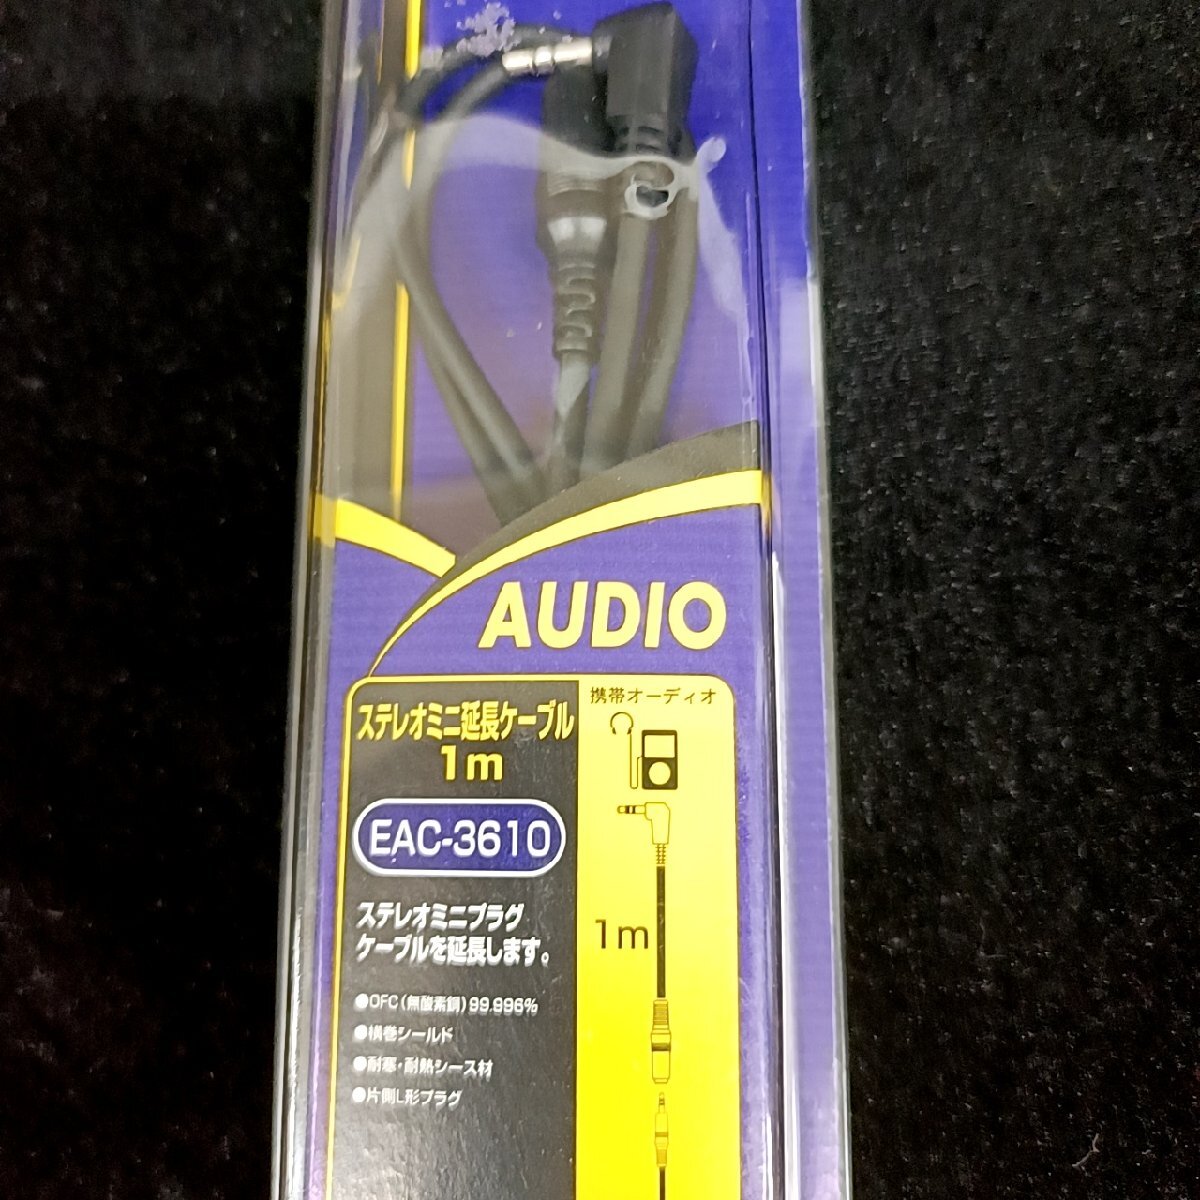 AUDIO
ステレオミニ延長ケーブル
1m
EAC-3610
ステレオミニプラグ
ケーブルを延長します。
●OFC(無酸素銅)99.996%
●横巻シールド
●耐寒・耐熱シース材
●片側L形プラグ
携帯オーディオ
1m